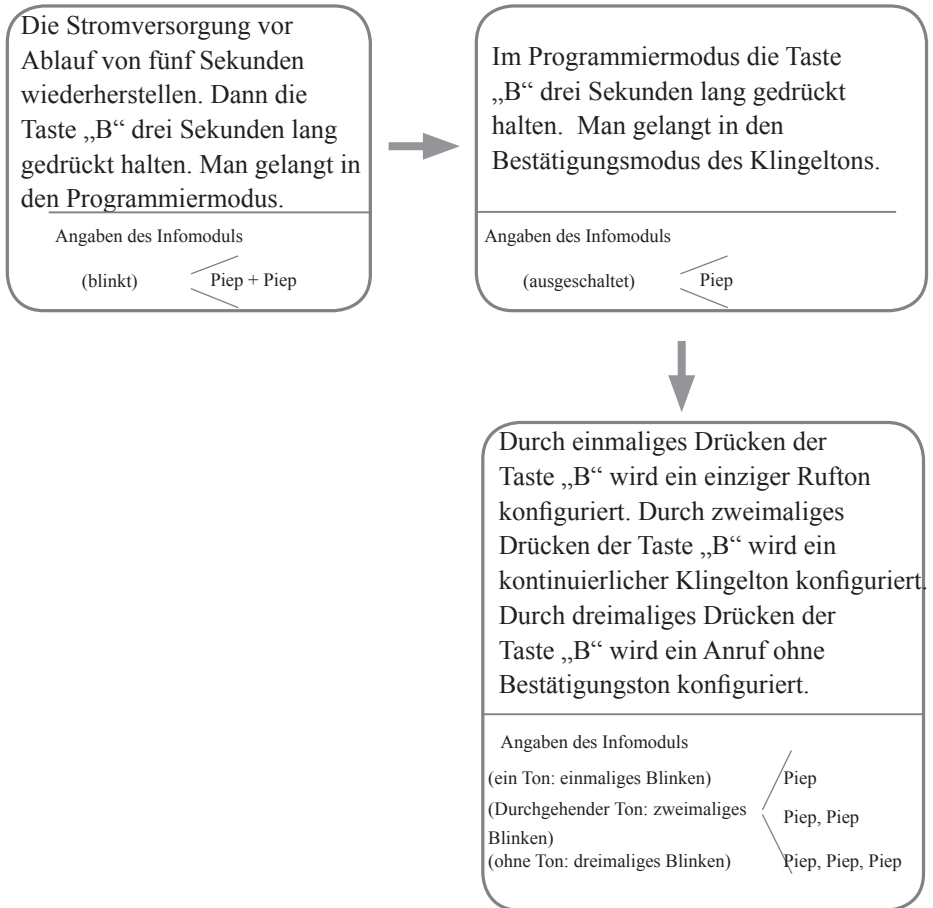 Die Stromversorgung vor
Ablauf von fünf Sekunden
wiederherstellen. Dann die
Taste „B“ drei Sekunden lang
gedrückt halten. Man gelangt in
den Programmiermodus.
Angaben des Infomoduls
(blinkt) Piep + Piep
Im Programmiermodus die Taste
„B“ drei Sekunden lang gedrückt
halten. Man gelangt in den
Bestätigungsmodus des Klingeltons.
Angaben des Infomoduls
(ausgeschaltet) Piep
Durch einmaliges Drücken der
Taste „B“ wird ein einziger Rufton
konfiguriert. Durch zweimaliges
Drücken der Taste „B“ wird ein
kontinuierlicher Klingelton konfiguriert.
Durch dreimaliges Drücken der
Taste „B“ wird ein Anruf ohne
Bestätigungston konfiguriert.
Angaben des Infomoduls
(ein Ton: einmaliges Blinken) Piep
(Durchgehender Ton: zweimaliges
Blinken) Piep, Piep
(ohne Ton: dreimaliges Blinken) Piep, Piep, Piep